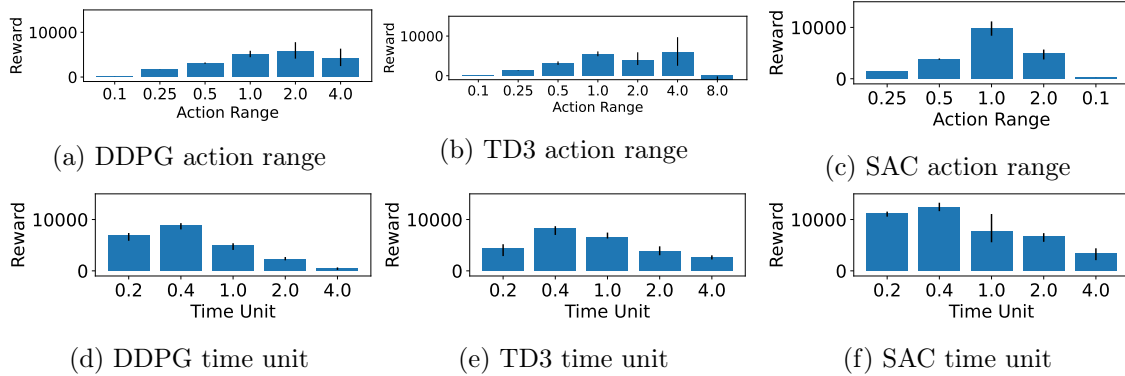 Reward
10000
0
0.1 0.25 0.5 1.0 2.0 4.0
Action Range
(a) DDPG action range
Reward
10000
0
0.1 0.25 0.5 1.0 2.0 4.0 8.0
Action Range
(b) TD3 action range
Reward
10000
0
0.25 0.5 1.0 2.0 0.1
Action Range
(c) SAC action range
Reward
10000
0
0.2 0.4 1.0 2.0 4.0
Time Unit
(d) DDPG time unit
Reward
10000
0
0.2 0.4 1.0 2.0 4.0
Time Unit
(e) TD3 time unit
Reward
10000
0
0.2 0.4 1.0 2.0 4.0
Time Unit
(f) SAC time unit